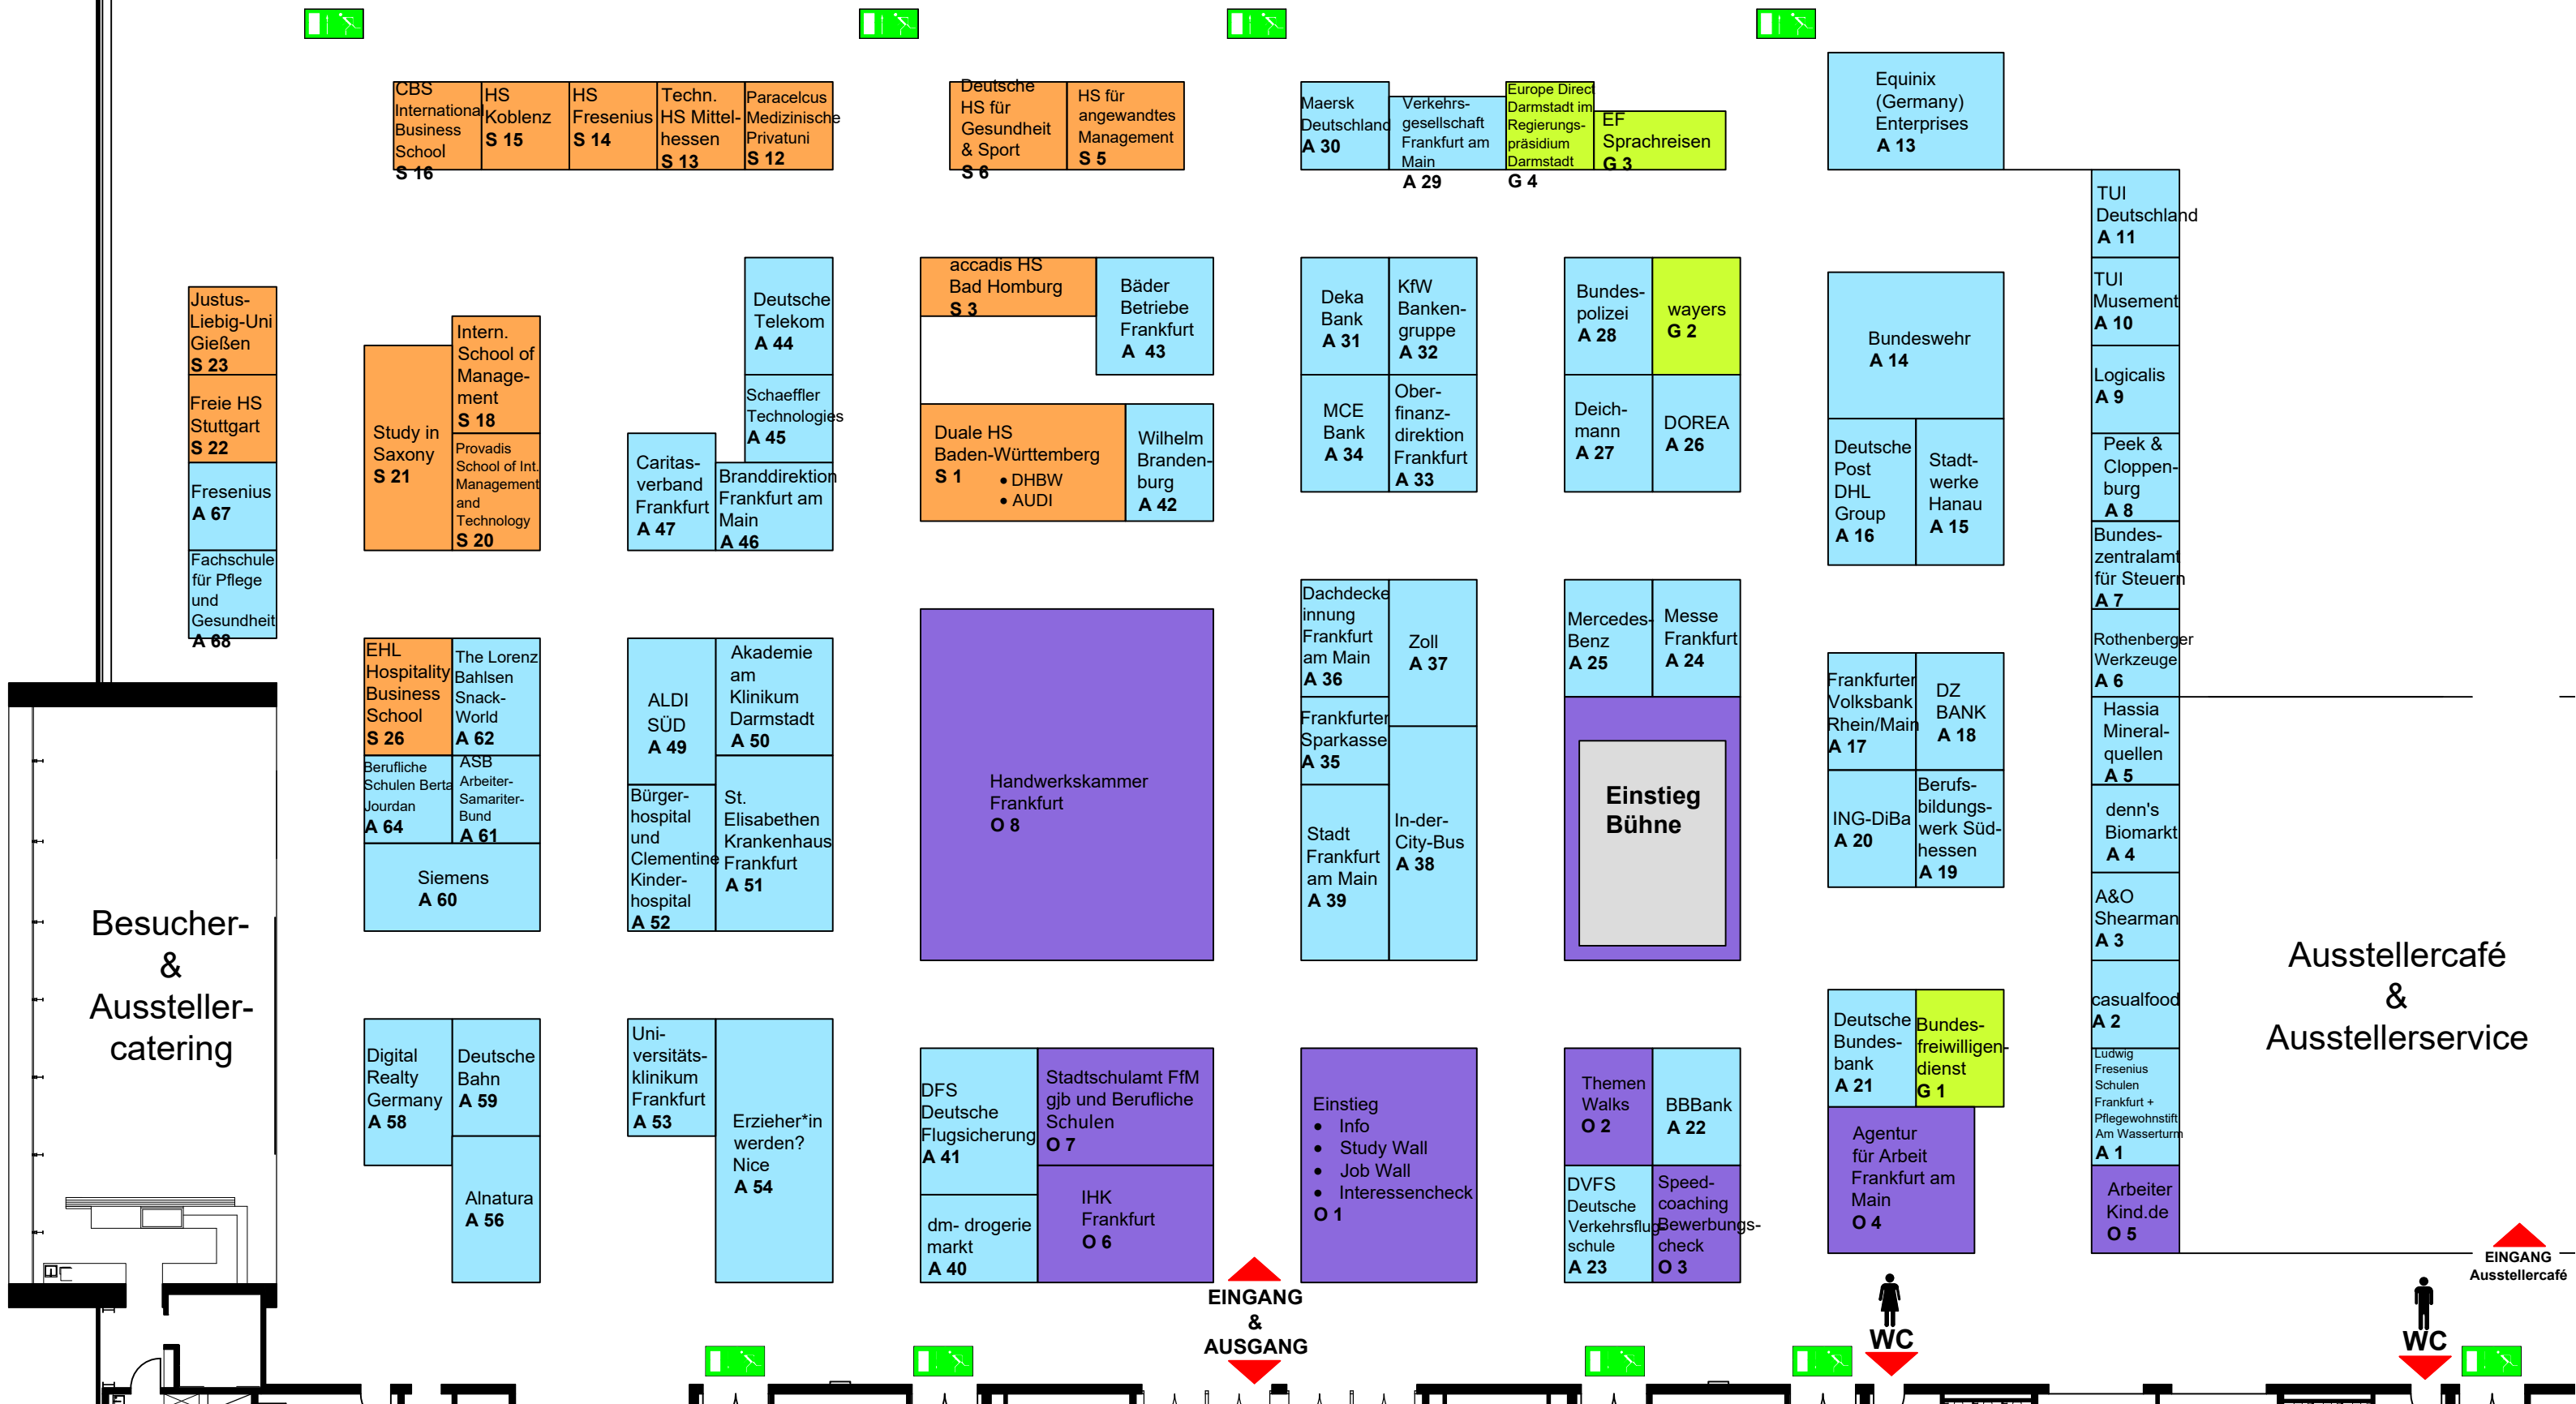 CBS
International
Business
School
S 16
HS
Koblenz
S 15
HS
Fresenius
S 14
Techn.
HS Mittel-
hessen
S 13
Paracelcus
Medizinische
Privatuni
S 12
Deutsche
HS für
Gesundheit
& Sport
S 6
HS für
angewandtes
Management
S 5
Maersk
Deutschland
A 30
Verkehrs-
gesellschaft
Frankfurt am
Main
A 29
Europe Direct
Darmstadt im
Regierungs-
präsidium
Darmstadt
G 4
EF
Sprachreisen
G 3
Equinix
(Germany)
Enterprises
A 13
TUI
Deutschland
A 11
TUI
Musement
A 10
Logicalis
A 9
Peek &
Cloppen-
burg
A 8
Bundes-
zentralamt
für Steuern
A 7
Rothenberger
Werkzeuge
A 6
Hassia
Mineral-
quellen
A 5
denn's
Biomarkt
A 4
A&O
Shearman
A 3
casualfood
A 2
Ludwig
Fresenius
Schulen
Frankfurt +
Pflegewohnstift
Am Wasserturm
A 1
Arbeiter
Kind.de
O 5
Justus-
Liebig-Uni
Gießen
S 23
Freie HS
Stuttgart
S 22
Fresenius
A 67
Fachschule
für Pflege
und
Gesundheit
A 68
Study in
Saxony
S 21
Intern.
School of
Manage-
ment
S 18
Provadis
School of Int.
Management
and
Technology
S 20
Deutsche
Telekom
A 44
Schaeffler
Technologies
A 45
Caritas-
verband
Frankfurt
A 47
Branddirektion
Frankfurt am
Main
A 46
accadis HS
Bad Homburg
S 3
Bäder
Betriebe
Frankfurt
A 43
Duale HS
Baden-Württemberg
S 1
• DHBW
• AUDI
Wilhelm
Branden-
burg
A 42
Deka
Bank
A 31
KfW
Banken-
gruppe
A 32
MCE
Bank
A 34
Ober-
finanz-
direktion
Frankfurt
A 33
Bundes-
polizei
A 28
wayers
G 2
Deich-
mann
A 27
DOREA
A 26
Bundeswehr
A 14
Deutsche
Post
DHL
Group
A 16
Stadt-
werke
Hanau
A 15
EHL
Hospitality
Business
School
S 26
The Lorenz
Bahlsen
Snack-
World
A 62
Berufliche
Schulen Berta
Jourdan
A 64
ASB
Arbeiter-
Samariter-
Bund
A 61
Siemens
A 60
ALDI
SÜD
A 49
Akademie
am
Klinikum
Darmstadt
A 50
Bürger-
hospital
und
Clementine
Kinder-
hospital
A 52
St.
Elisabethen
Krankenhaus
Frankfurt
A 51
Handwerkskammer
Frankfurt
O 8
Dachdecke
innung
Frankfurt
am Main
A 36
Zoll
A 37
Frankfurter
Sparkasse
A 35
Stadt
Frankfurt
am Main
A 39
In-der-
City-Bus
A 38
Mercedes-
Benz
A 25
Messe
Frankfurt
A 24
Einstieg
Bühne
Frankfurter
Volksbank
Rhein/Main
A 17
DZ
BANK
A 18
ING-DiBa
A 20
Berufs-
bildungs-
werk Süd-
hessen
A 19
Besucher-
&
Aussteller-
catering
Ausstellercafé
&
Ausstellerservice
Digital
Realty
Germany
A 58
Deutsche
Bahn
A 59
Alnatura
A 56
Uni-
versitäts-
klinikum
Frankfurt
A 53
Erzieher*in
werden?
Nice
A 54
DFS
Deutsche
Flugsicherung
A 41
Stadtschulamt FfM
gjb und Berufliche
Schulen
O 7
dm- drogerie
markt
A 40
IHK
Frankfurt
O 6
Einstieg
• Info
• Study Wall
• Job Wall
• Interessencheck
O 1
Themen
Walks
O 2
BBBank
A 22
DVFS
Deutsche
Verkehrsflug-
schule
A 23
Speed-
coaching
Bewerbungs-
check
O 3
Deutsche
Bundes-
bank
A 21
Bundes-
freiwilligen-
dienst
G 1
Agentur
für Arbeit
Frankfurt am
Main
O 4
EINGANG
&
AUSGANG
WC
WC
EINGANG
Ausstellercafé